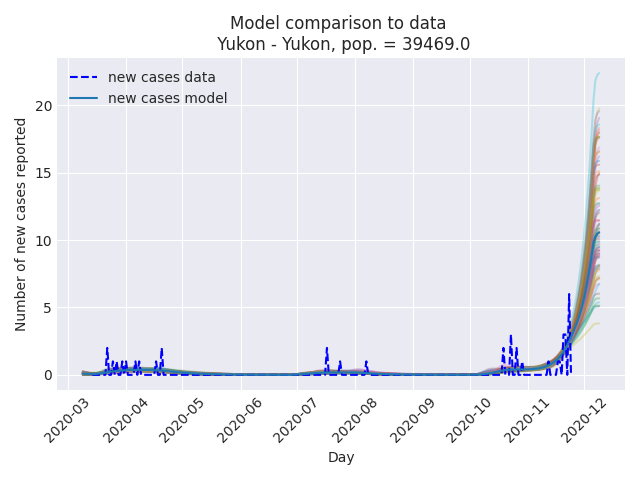 Model comparison to data
Yukon - Yukon, pop. = 39469.0
new cases data
new cases model
Number of new cases reported
20
15
10
5
0
2020-03
2020-04
2020-05
2020-06
2020-07
2020-08
2020-09
2020-10
2020-11
2020-12
Day